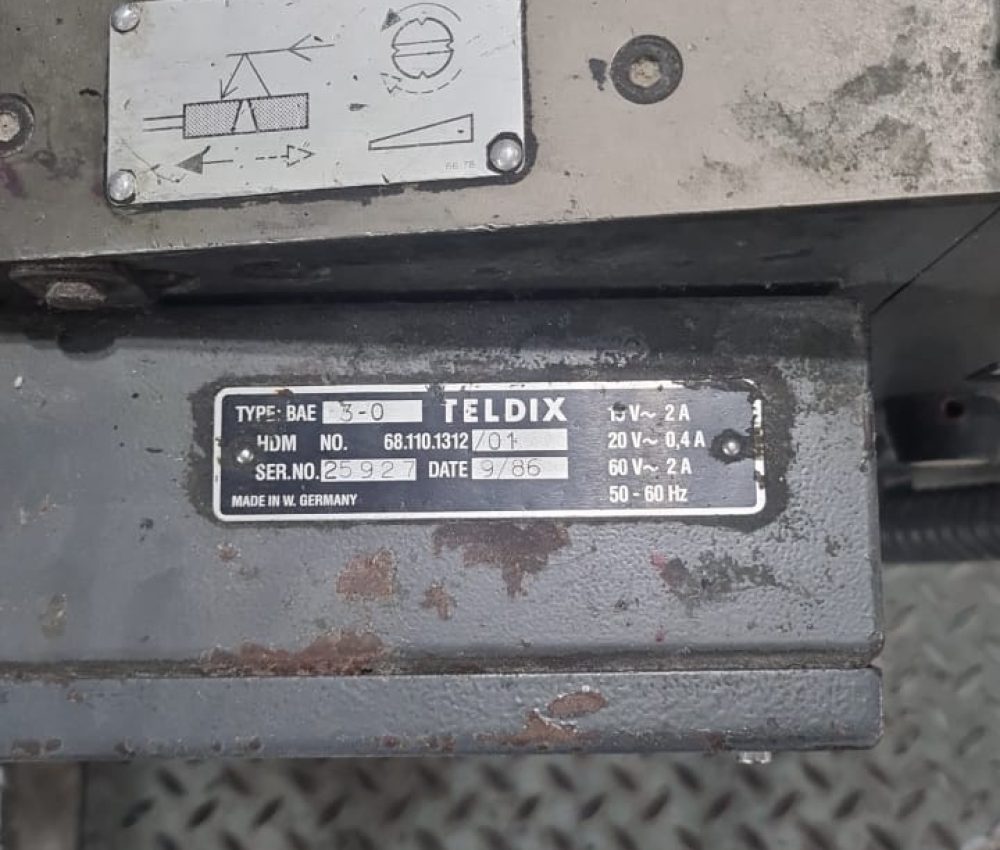 TYPE: BAE 3-0 TELDIX 15 V~ 2 A
HDM NO. 68.110.1312/01 20 V~ 0,4 A
SER.NO. 25927 DATE 9/86 60 V~ 2 A
MADE IN W. GERMANY 50 - 60 Hz